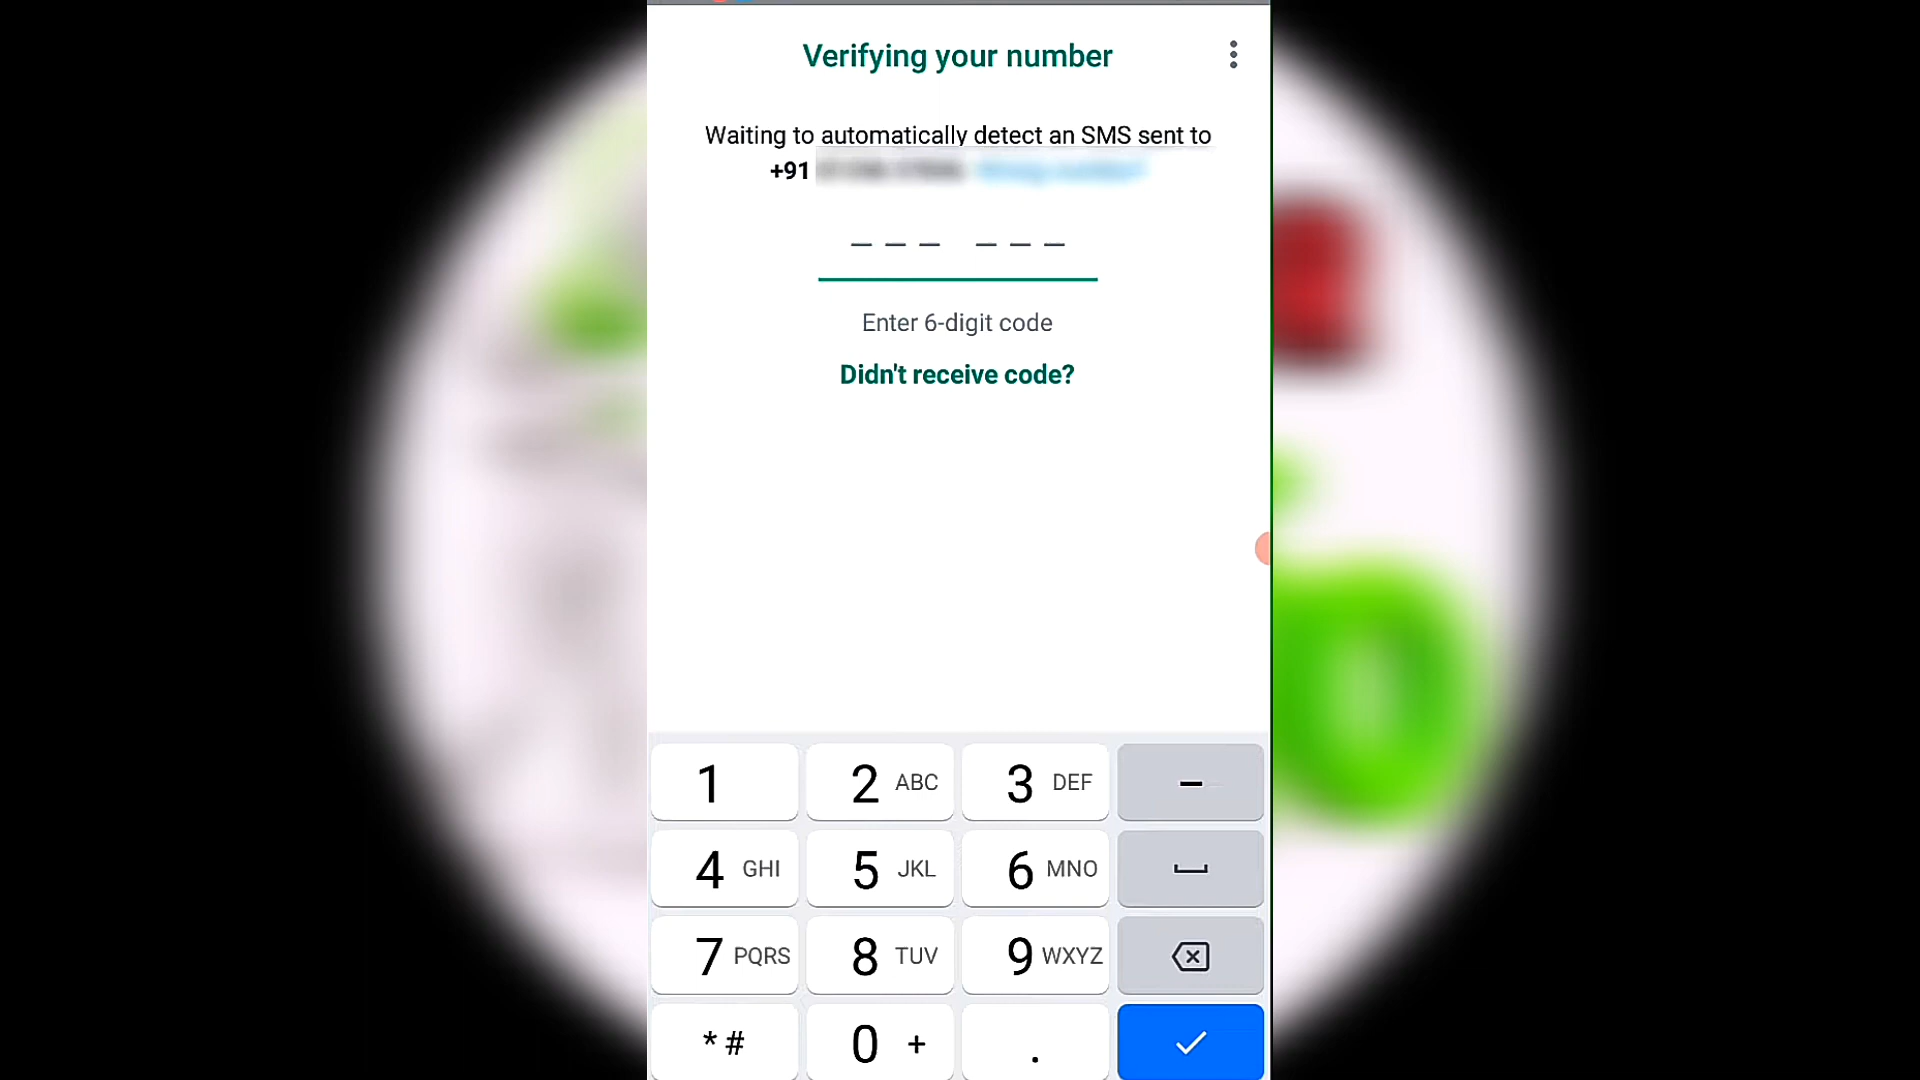 Verifying your number
Waiting to automatically detect an SMS sent to
+91
Enter 6-digit code
Didn't receive code?
1
2 ABC
3 DEF
4 GHI
5 JKL
6 MNO
7 PQRS
8 TUV
9 WXYZ
* #
0 +
.